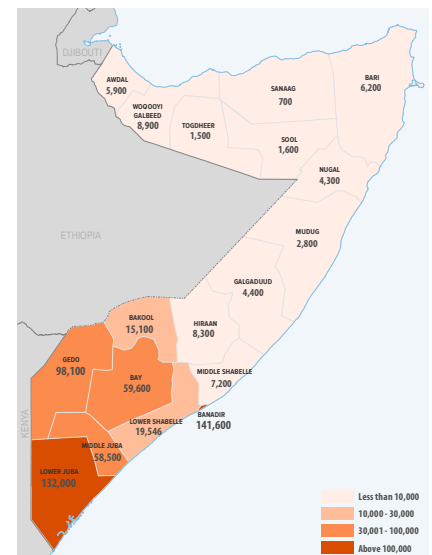 DJIBOUTI
AWDAL
5,900
WOQOOYI
GALBEED
8,900
TOGDHEER
1,500
SANAAG
700
BARI
6,200
SOOL
1,600
NUGAL
4,300
MUDUG
2,800
ETHIOPIA
GALGADUUD
4,400
BAKOOL
15,100
HIRAAN
8,300
GEDO
98,100
BAY
59,600
MIDDLE SHABELLE
7,200
BANADIR
141,600
LOWER SHABELLE
19,546
KENYA
MIDDLE JUBA
58,500
LOWER JUBA
132,000
Less than 10,000
10,000 - 30,000
30,001 - 100,000
Above 100,000